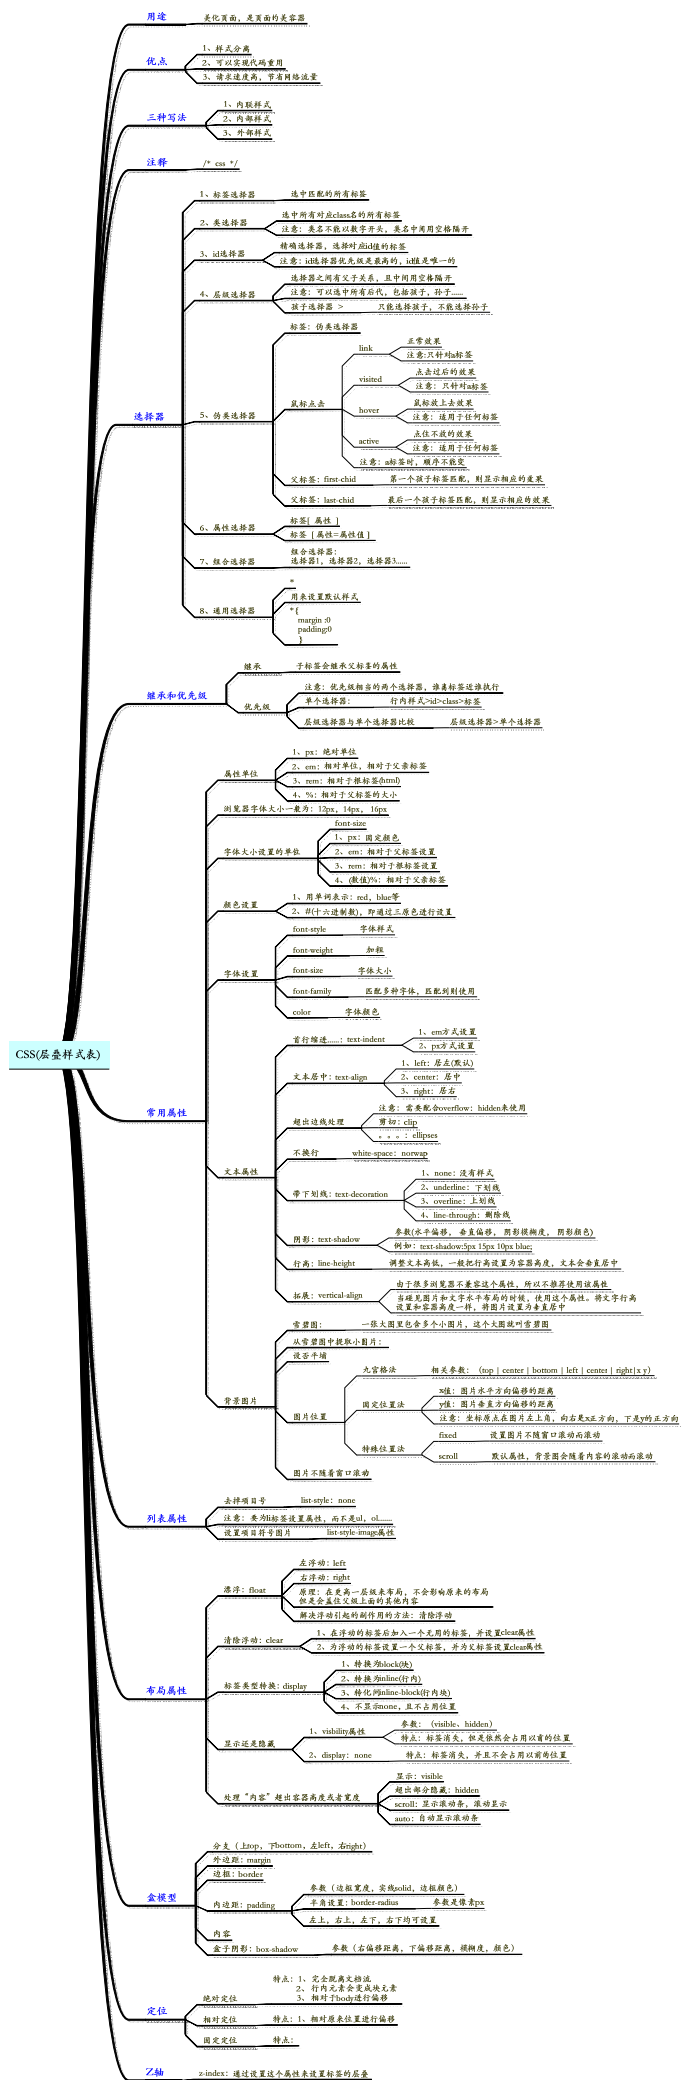 用途
美化页面，是页面的美容器
优点
1、样式分离
2、可以实现代码重用
3、请求速度高，节省网络流量
三种写法
1、内联样式
2、内部样式
3、外部样式
注释
/* css */
选择器
1、标签选择器
选中匹配的所有标签
2、类选择器
选中所有对应class名的所有标签
注意：类名不能以数字开头，类名中间用空格隔开
3、id选择器
精确选择器，选择对应id值的标签
注意：id选择器优先级是最高的，id值是唯一的
4、层级选择器
选择器之间有父子关系，且中间用空格隔开
注意：可以选中所有后代，包括孩子，孙子......
孩子选择器 >
只能选择孩子，不能选择孙子
5、伪类选择器
标签：伪类选择器
鼠标点击
link
正常效果
注意:只针对a标签
visited
点击过后的效果
注意：只针对a标签
hover
鼠标放上去效果
注意：适用于任何标签
active
点住不放的效果
注意：适用于任何标签
注意：a标签时，顺序不能变
父标签：first-chid
第一个孩子标签匹配，则显示相应的效果
父标签：last-chid
最后一个孩子标签匹配，则显示相应的效果
6、属性选择器
标签[ 属性 ]
标签 [ 属性=属性值 ]
7、组合选择器
组合选择器：
选择器1，选择器2，选择器3......
8、通用选择器
*
用来设置默认样式
* {
margin :0
padding:0
}
继承和优先级
继承
子标签会继承父标签的属性
优先级
注意：优先级相当的两个选择器，谁离标签近谁执行
单个选择器：
行内样式>id>class>标签
层级选择器与单个选择器比较
层级选择器>单个选择器
CSS(层叠样式表)
常用属性
属性单位
1、px：绝对单位
2、em：相对单位，相对于父亲标签
3、rem：相对于根标签(html)
4、%：相对于父标签的大小
浏览器字体大小一般为：12px，14px，16px
字体大小设置的单位
font-size
1、px：固定颜色
2、em：相对于父标签设置
3、rem：相对于根标签设置
4、(数值)%：相对于父亲标签
颜色设置
1、用单词表示：red，blue等
2、#(十六进制数)，即通过三原色进行设置
字体设置
font-style
字体样式
font-weight
加粗
font-size
字体大小
font-family
匹配多种字体，匹配到则使用
color
字体颜色
文本属性
首行缩进......：text-indent
1、em方式设置
2、px方式设置
文本居中：text-align
1、left：居左(默认)
2、center：居中
3、right：居右
超出边线处理
注意：需要配合overflow：hidden来使用
剪切：clip
。。。：ellipses
不换行
white-space：norwap
带下划线：text-decoration
1、none：没有样式
2、underline：下划线
3、overline：上划线
4、line-through：删除线
阴影：text-shadow
参数(水平偏移， 垂直偏移， 阴影模糊度， 阴影颜色)
例如：text-shadow:5px 15px 10px blue;
行高：line-height
调整文本高低，一般把行高设置为容器高度，文本会垂直居中
拓展：vertical-align
由于很多浏览器不兼容这个属性，所以不推荐使用该属性
当碰见图片和文字水平布局的时候，使用这个属性。将文字行高
设置和容器高度一样，将图片设置为垂直居中
背景图片
雪碧图：
一张大图里包含多个小图片，这个大图就叫雪碧图
从雪碧图中提取小图片：
设否平埔
图片位置
九宫格法
相关参数：（top | center | bottom | left | center | right| x y）
固定位置法
x值：图片水平方向偏移的距离
y值：图片垂直方向偏移的距离
注意：坐标原点在图片左上角，向右是x正方向，下是y的正方向
特殊位置法
fixed
设置图片不随窗口滚动而滚动
scroll
默认属性，背景图会随着内容的滚动而滚动
图片不随着窗口滚动
列表属性
去掉项目号
list-style：none
注意：要为li标签设置属性，而不是ul，ol......
设置项目符号图片
list-style-image属性
布局属性
漂浮：float
左浮动：left
右浮动：right
原理：在更高一层级来布局，不会影响原来的布局
但是会盖住父级上面的其他内容
解决浮动引起的副作用的方法：清除浮动
清除浮动：clear
1、在浮动的标签后加入一个无用的标签，并设置clear属性
2、为浮动的标签设置一个父标签，并为父标签设置clear属性
标签类型转换：display
1、转换为block(块)
2、转换为inline(行内)
3、转化问inline-block(行内块)
4、不显示none，且不占用位置
显示还是隐藏
1、visbility属性
参数：（visible、hidden）
特点：标签消失，但是依然会占用以前的位置
2、display：none
特点：标签消失，并且不会占用以前的位置
处理“内容”超出容器高度或者宽度
显示：visible
超出部分隐藏：hidden
scroll：显示滚动条，滚动显示
auto：自动显示滚动条
盒模型
分支（上top，下bottom，左left，右right）
外边距：margin
边框：border
内边距：padding
参数（边框宽度，实线solid，边框颜色）
半角设置：border-radius
参数是像素px
左上，右上，左下，右下均可设置
内容
盒子阴影：box-shadow
参数（右偏移距离，下偏移距离，模糊度，颜色）
定位
绝对定位
特点：1、完全脱离文档流
2、行内元素会变成块元素
3、相对于body进行偏移
相对定位
特点：1、相对原来位置进行偏移
固定定位
特点：
Z轴
z-index：通过设置这个属性来设置标签的层叠